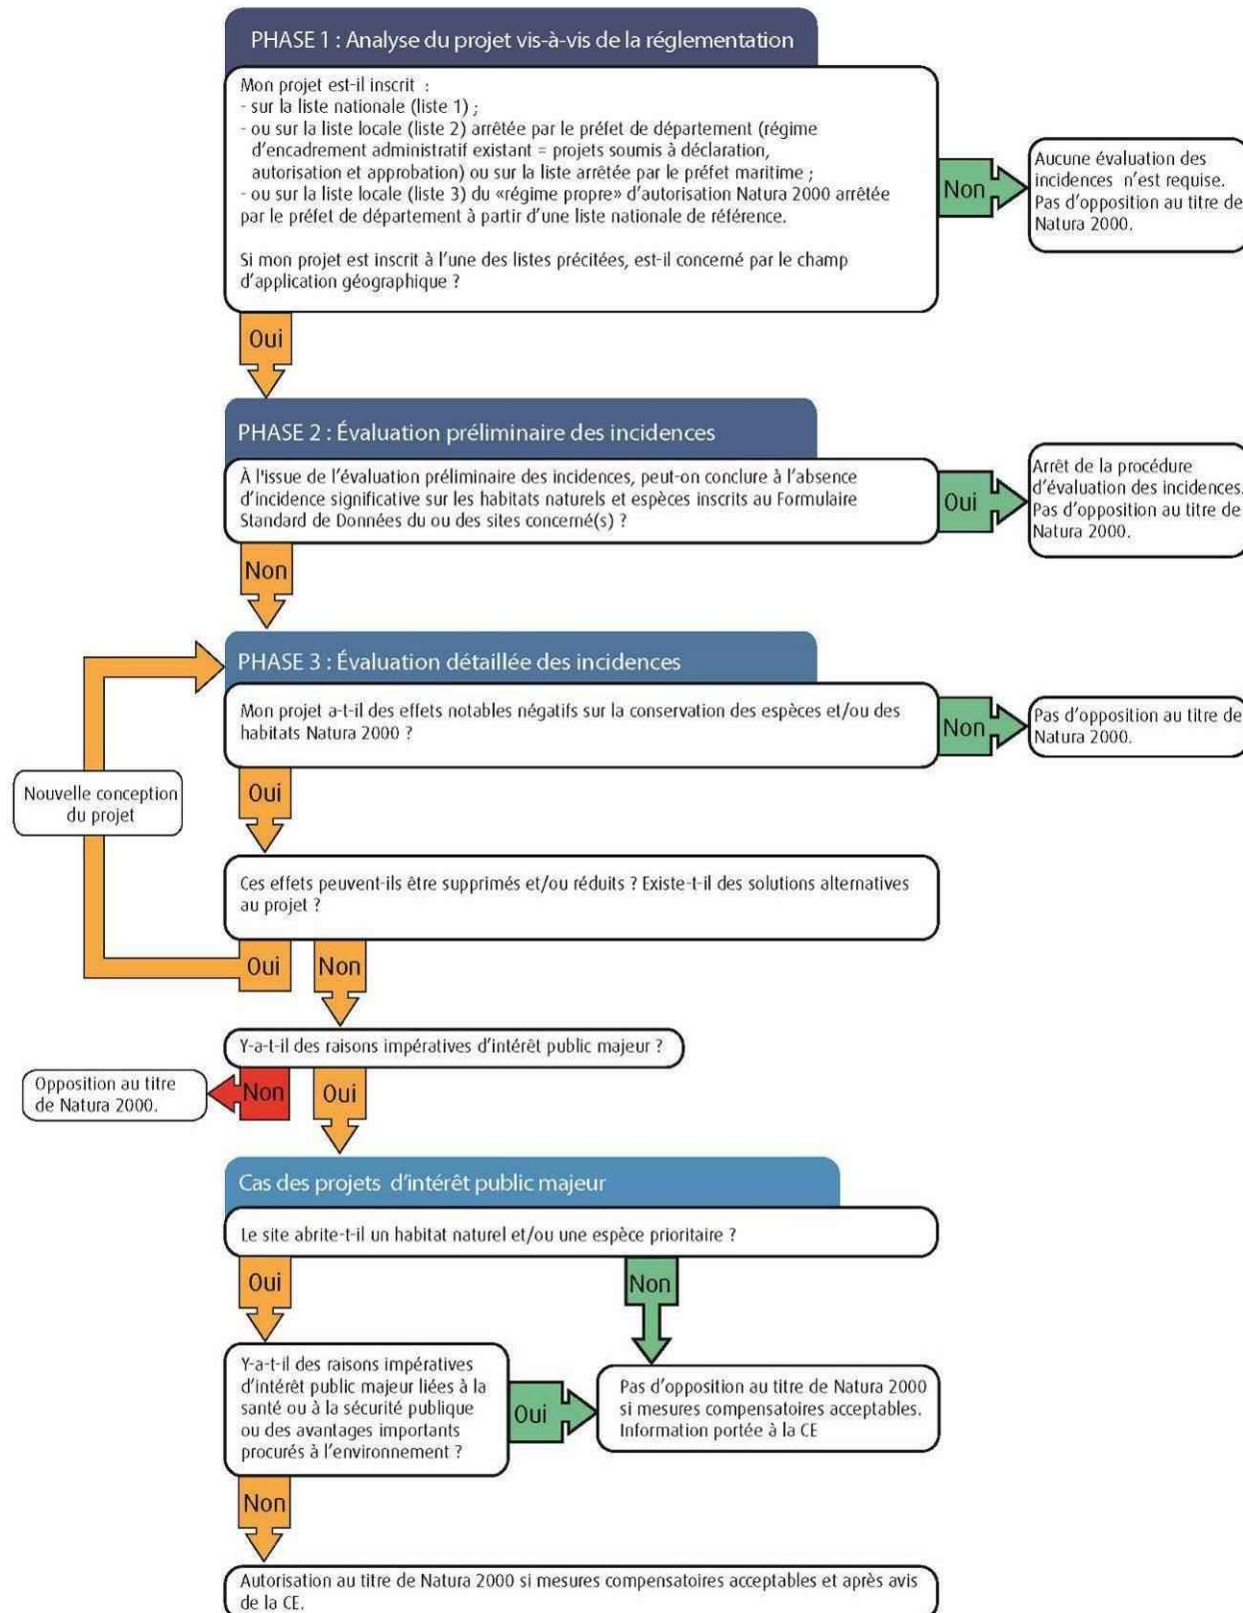 PHASE 1 : Analyse du projet vis-à-vis de la réglementation
Mon projet est-il inscrit :
- sur la liste nationale (liste 1) ;
- ou sur la liste locale (liste 2) arrêtée par le préfet de département (régime
d'encadrement administratif existant = projets soumis à déclaration,
autorisation et approbation) ou sur la liste arrêtée par le préfet maritime ;
- ou sur la liste locale (liste 3) du «régime propre» d'autorisation Natura 2000 arrêtée
par le préfet de département à partir d'une liste nationale de référence.
Si mon projet est inscrit à l'une des listes précitées, est-il concerné par le champ
d'application géographique ?
Non
Aucune évaluation des
incidences n'est requise.
Pas d'opposition au titre de
Natura 2000.
Oui
PHASE 2 : Évaluation préliminaire des incidences
À l'issue de l'évaluation préliminaire des incidences, peut-on conclure à l'absence
d'incidence significative sur les habitats naturels et espèces inscrits au Formulaire
Standard de Données du ou des sites concerné(s) ?
Oui
Arrêt de la procédure
d'évaluation des incidences.
Pas d'opposition au titre de
Natura 2000.
Non
PHASE 3 : Évaluation détaillée des incidences
Mon projet a-t-il des effets notables négatifs sur la conservation des espèces et/ou des
habitats Natura 2000 ?
Non
Pas d'opposition au titre de
Natura 2000.
Oui
Nouvelle conception
du projet
Ces effets peuvent-ils être supprimés et/ou réduits ? Existe-t-il des solutions alternatives
au projet ?
Oui
Non
Y-a-t-il des raisons impératives d'intérêt public majeur ?
Opposition au titre
de Natura 2000.
Non
Oui
Cas des projets d'intérêt public majeur
Le site abrite-t-il un habitat naturel et/ou une espèce prioritaire ?
Oui
Non
Y-a-t-il des raisons impératives
d'intérêt public majeur liées à la
santé ou à la sécurité publique
ou des avantages importants
procurés à l'environnement ?
Oui
Pas d'opposition au titre de Natura 2000
si mesures compensatoires acceptables.
Information portée à la CE
Non
Autorisation au titre de Natura 2000 si mesures compensatoires acceptables et après avis
de la CE.